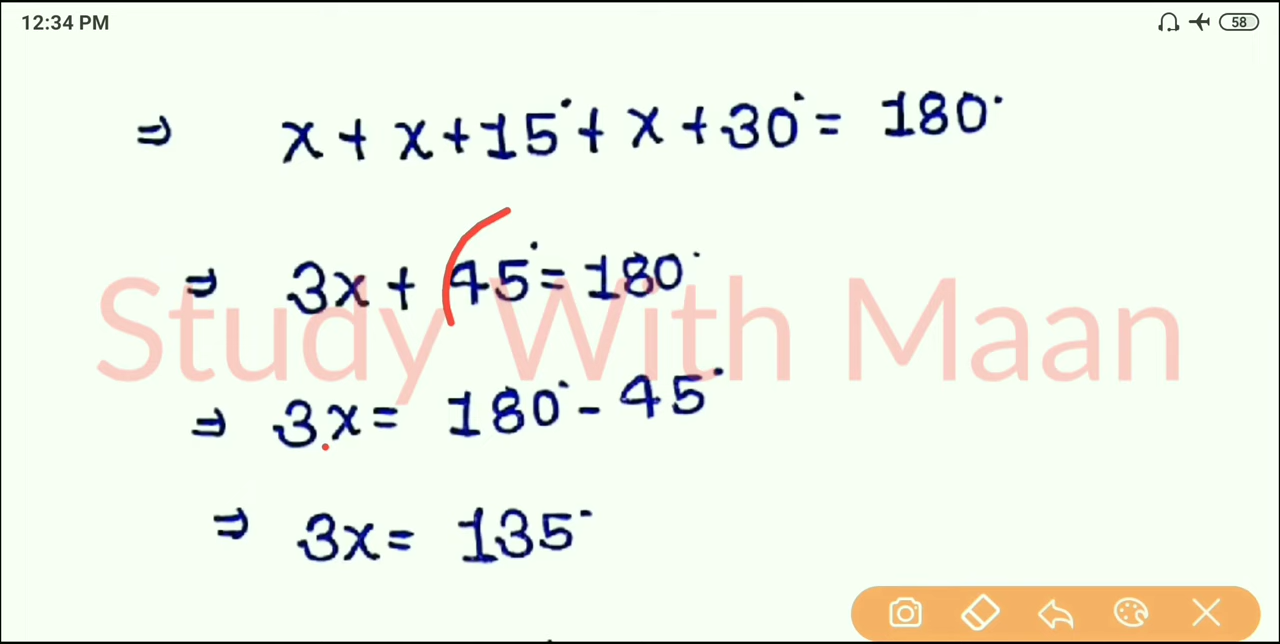 12:34 PM
58
⇒ x + x + 15° + x + 30° = 180°
⇒ 3x + 45° = 180°
Study With Maan
⇒ 3x = 180° - 45°
⇒ 3x = 135°